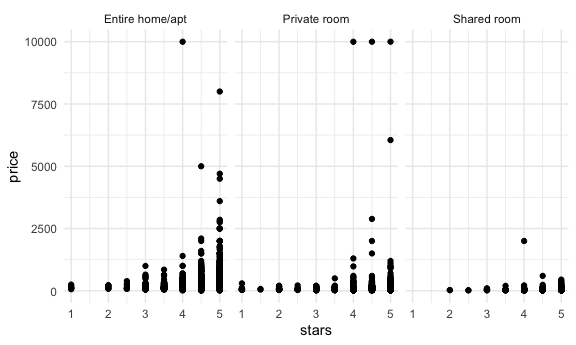 Entire home/apt Private room Shared room
10000
7500
5000
2500
0
price
1 2 3 4 5 1 2 3 4 5 1 2 3 4 5
stars